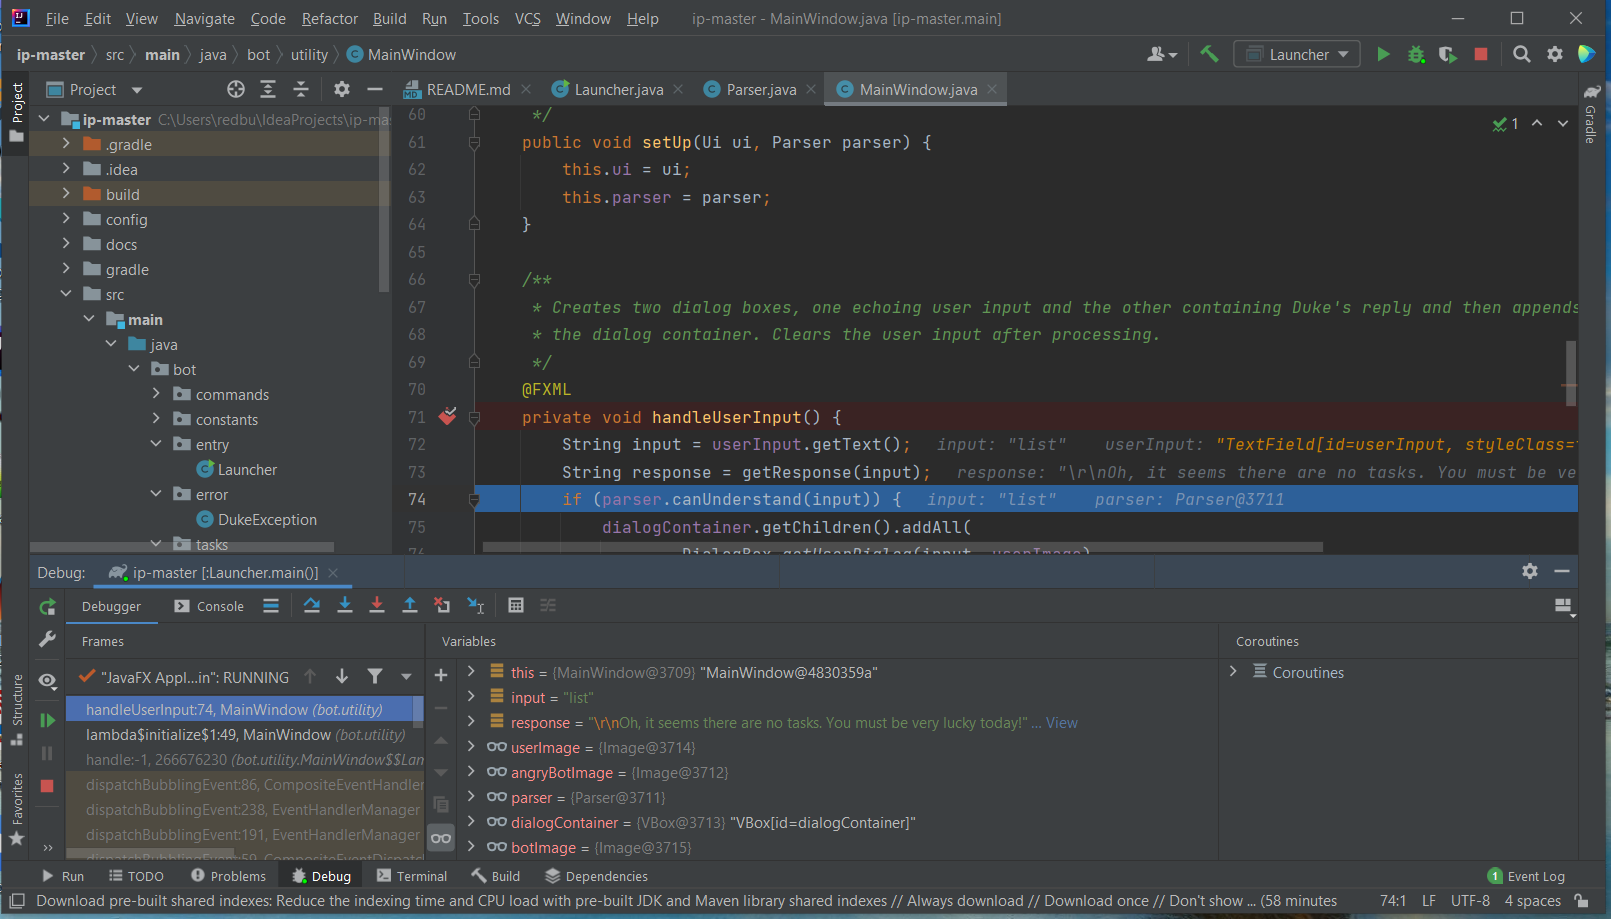 File Edit View Navigate Code Refactor Build Run Tools VCS Window Help ip-master - MainWindow.java [ip-master.main]
ip-master src main java bot utility MainWindow Launcher
Project
README.md Launcher.java Parser.java MainWindow.java
Project
Structure
Favorites
Gradle
ip-master C:\Users\redbu\IdeaProjects\ip-mas
.gradle
.idea
build
config
docs
gradle
src
main
java
bot
commands
constants
entry
Launcher
error
DukeException
tasks
1
60 */
61 public void setUp(Ui ui, Parser parser) {
62 this.ui = ui;
63 this.parser = parser;
64 }
65
66 /**
67 * Creates two dialog boxes, one echoing user input and the other containing Duke's reply and then appends
68 * the dialog container. Clears the user input after processing.
69 */
70 @FXML
71 private void handleUserInput() {
72 String input = userInput.getText(); input: "list" userInput: "TextField[id=userInput, styleClass=
73 String response = getResponse(input); response: "\r\nOh, it seems there are no tasks. You must be ve
74 if (parser.canUnderstand(input)) { input: "list" parser: Parser@3711
75 dialogContainer.getChildren().addAll(
76 DialogBox.getUserDialog(input, userImage)
Debug: ip-master [:Launcher.main()]
Debugger Console
Frames
"JavaFX Appl...in": RUNNING
handleUserInput:74, MainWindow (bot.utility)
lambda$initialize$1:49, MainWindow (bot.utility)
handle:-1, 266676230 (bot.utility.MainWindow$$Lan
dispatchBubblingEvent:86, CompositeEventHandler
dispatchBubblingEvent:238, EventHandlerManager
dispatchBubblingEvent:191, EventHandlerManager
dispatchBubblingEvent:59, CompositeEventDispat
Variables
this = {MainWindow@3709} "MainWindow@4830359a"
input = "list"
response = "\r\nOh, it seems there are no tasks. You must be very lucky today!" ... View
userImage = {Image@3714}
angryBotImage = {Image@3712}
parser = {Parser@3711}
dialogContainer = {VBox@3713} "VBox[id=dialogContainer]"
botImage = {Image@3715}
Coroutines
Coroutines
Run TODO Problems Debug Terminal Build Dependencies 1 Event Log
Download pre-built shared indexes: Reduce the indexing time and CPU load with pre-built JDK and Maven library shared indexes // Always download // Download once // Don't show ... (58 minutes 74:1 LF UTF-8 4 spaces